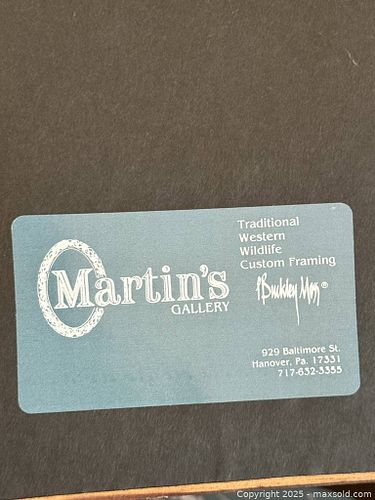 Martin's
GALLERY
Traditional
Western
Wildlife
Custom Framing
P Buckley Moss ®
929 Baltimore St.
Hanover, Pa. 17331
717-632-3355
Copyright 2025 - maxsold.com